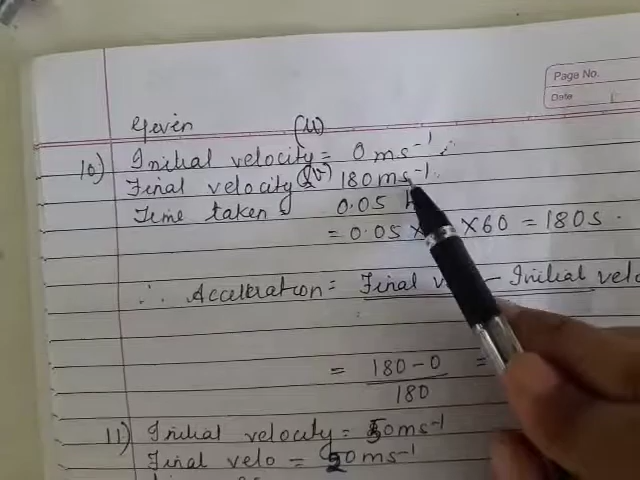 Page No.
Date
Given
(u)
10) Initial velocity = 0 ms⁻¹
Final velocity (v) 180 ms⁻¹
Time taken 0.05
= 0.05 × × 60 = 180 s.
∴ Acceleration = Final - Initial velo
= 180 - 0 =
180
11) Initial velocity = 50 ms⁻¹
Final velo = ms⁻¹